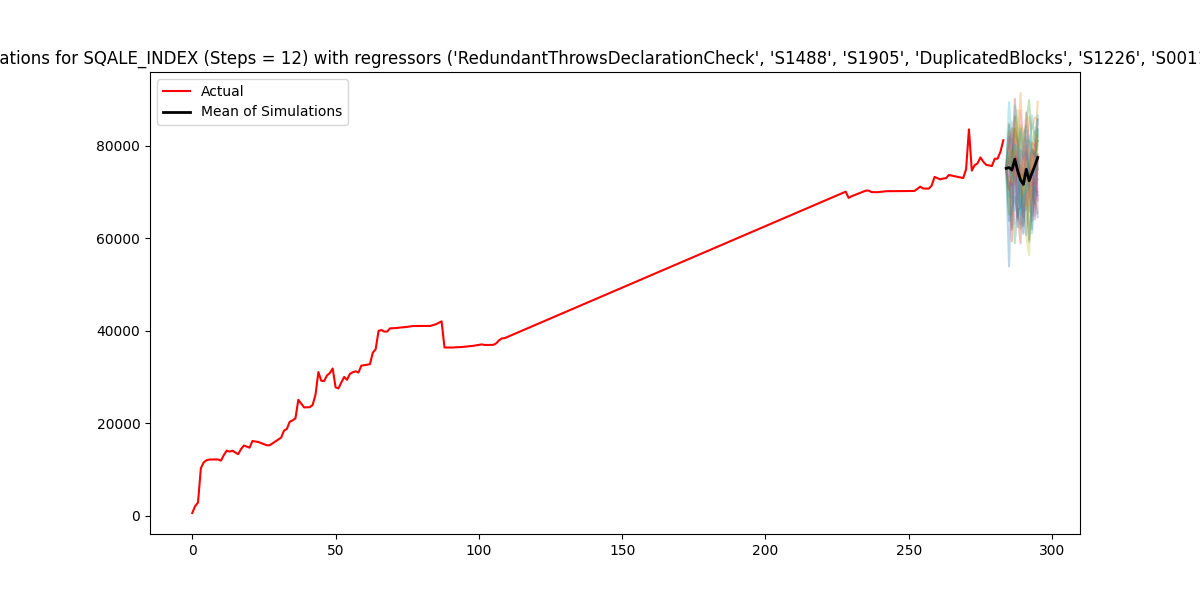 ations for SQALE_INDEX (Steps = 12) with regressors ('RedundantThrowsDeclarationCheck', 'S1488', 'S1905', 'DuplicatedBlocks', 'S1226', 'S001
Actual
Mean of Simulations
80000
60000
40000
20000
0
0 50 100 150 200 250 300